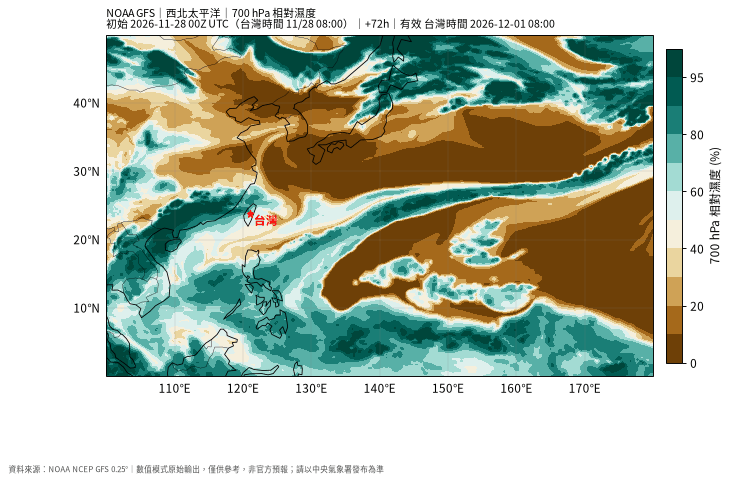 NOAA GFS｜西北太平洋｜700 hPa 相對濕度
初始 2026-11-28 00Z UTC（台灣時間 11/28 08:00）｜+72h｜有效 台灣時間 2026-12-01 08:00
40°N
30°N
20°N
10°N
110°E
120°E
130°E
140°E
150°E
160°E
170°E
台灣
95
80
60
40
20
0
700 hPa 相對濕度 (%)
資料來源：NOAA NCEP GFS 0.25°｜數值模式原始輸出，僅供參考，非官方預報；請以中央氣象署發布為準